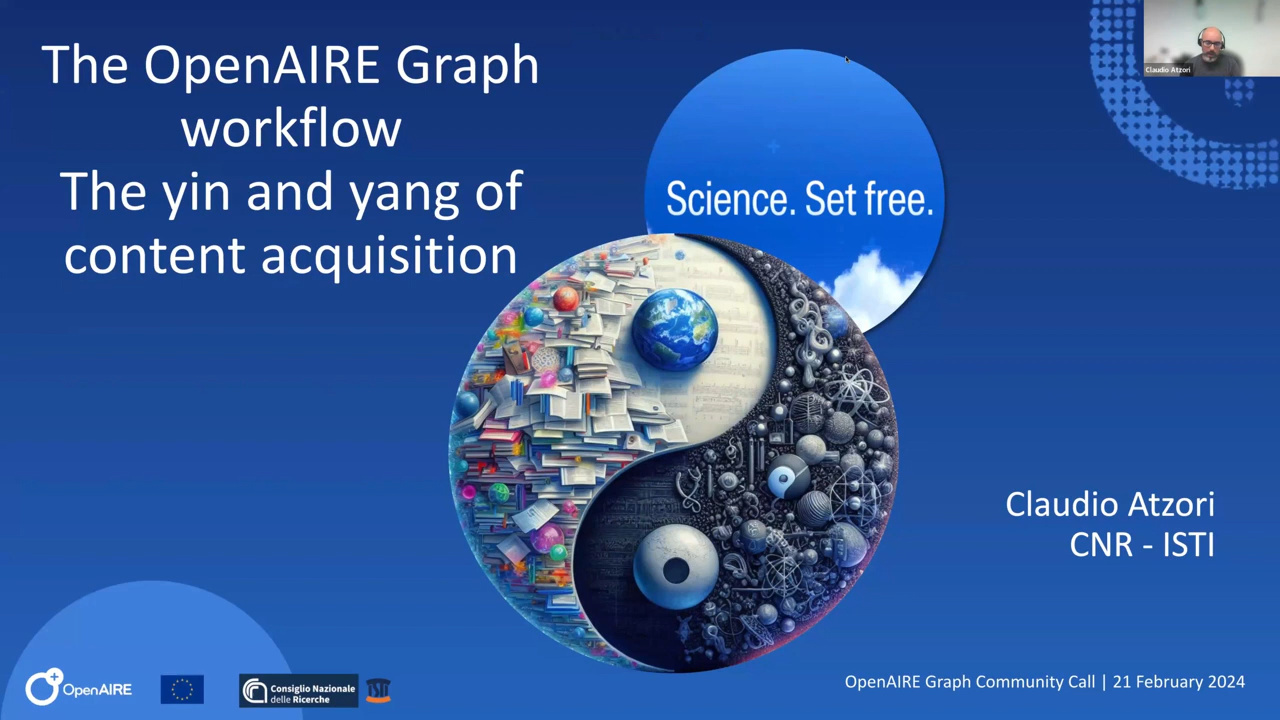 The OpenAIRE Graph
workflow
The yin and yang of
content acquisition
Science. Set free.
Claudio Atzori
Claudio Atzori
CNR - ISTI
OpenAIRE
Consiglio Nazionale
delle Ricerche
ISTI
OpenAIRE Graph Community Call | 21 February 2024